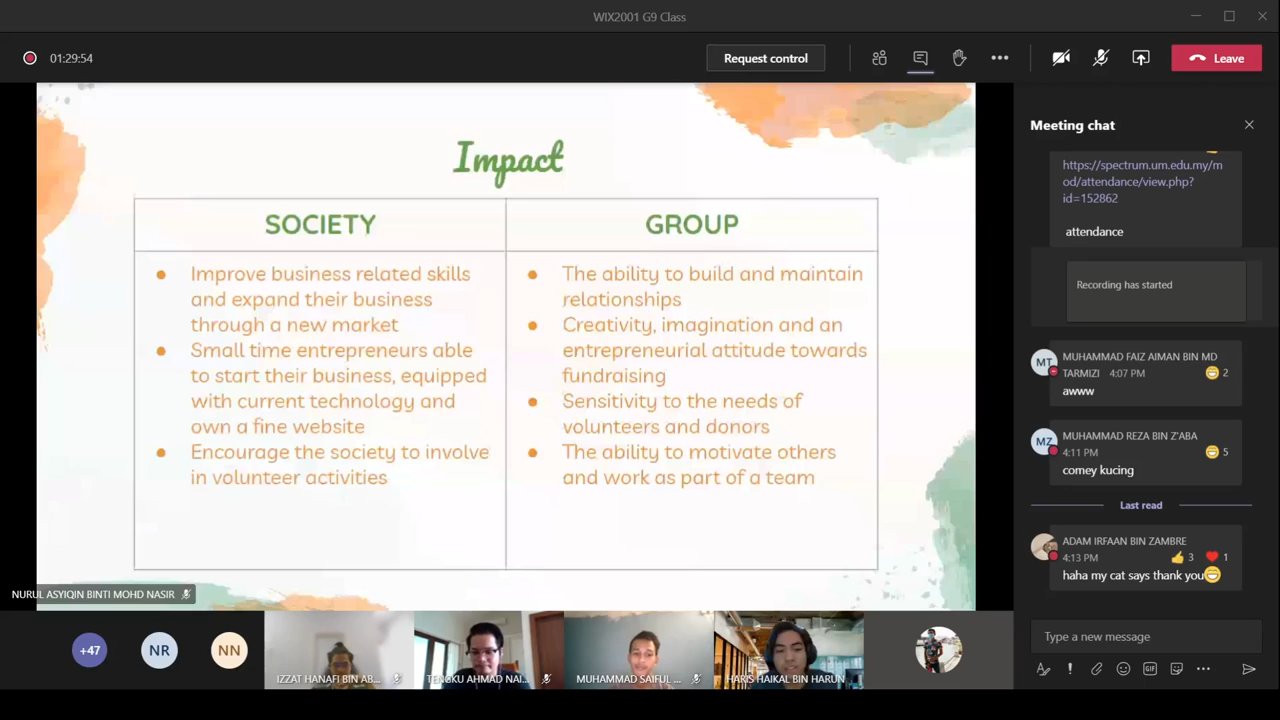 WIX2001 G9 Class
01:29:54
Request control
Leave
Impact
SOCIETY
GROUP
Improve business related skills
and expand their business
through a new market
Small time entrepreneurs able
to start their business, equipped
with current technology and
own a fine website
Encourage the society to involve
in volunteer activities
The ability to build and maintain
relationships
Creativity, imagination and an
entrepreneurial attitude towards
fundraising
Sensitivity to the needs of
volunteers and donors
The ability to motivate others
and work as part of a team
NURUL ASYIQIN BINTI MOHD NASIR
+47
NR
NN
IZZAT HANAFI BIN AB...
TENGKU AHMAD NAI...
MUHAMMAD SAIFUL ...
HARIS HAIKAL BIN HARUN
Meeting chat
https://spectrum.um.edu.my/m
od/attendance/view.php?
id=152862
attendance
Recording has started
MT
MUHAMMAD FAIZ AIMAN BIN MD
TARMIZI 4:07 PM 2
awww
MZ
MUHAMMAD REZA BIN Z'ABA
4:11 PM 5
comey kucing
Last read
ADAM IRFAAN BIN ZAMBRE
4:13 PM 3 1
haha my cat says thank you😁
Type a new message
GIF